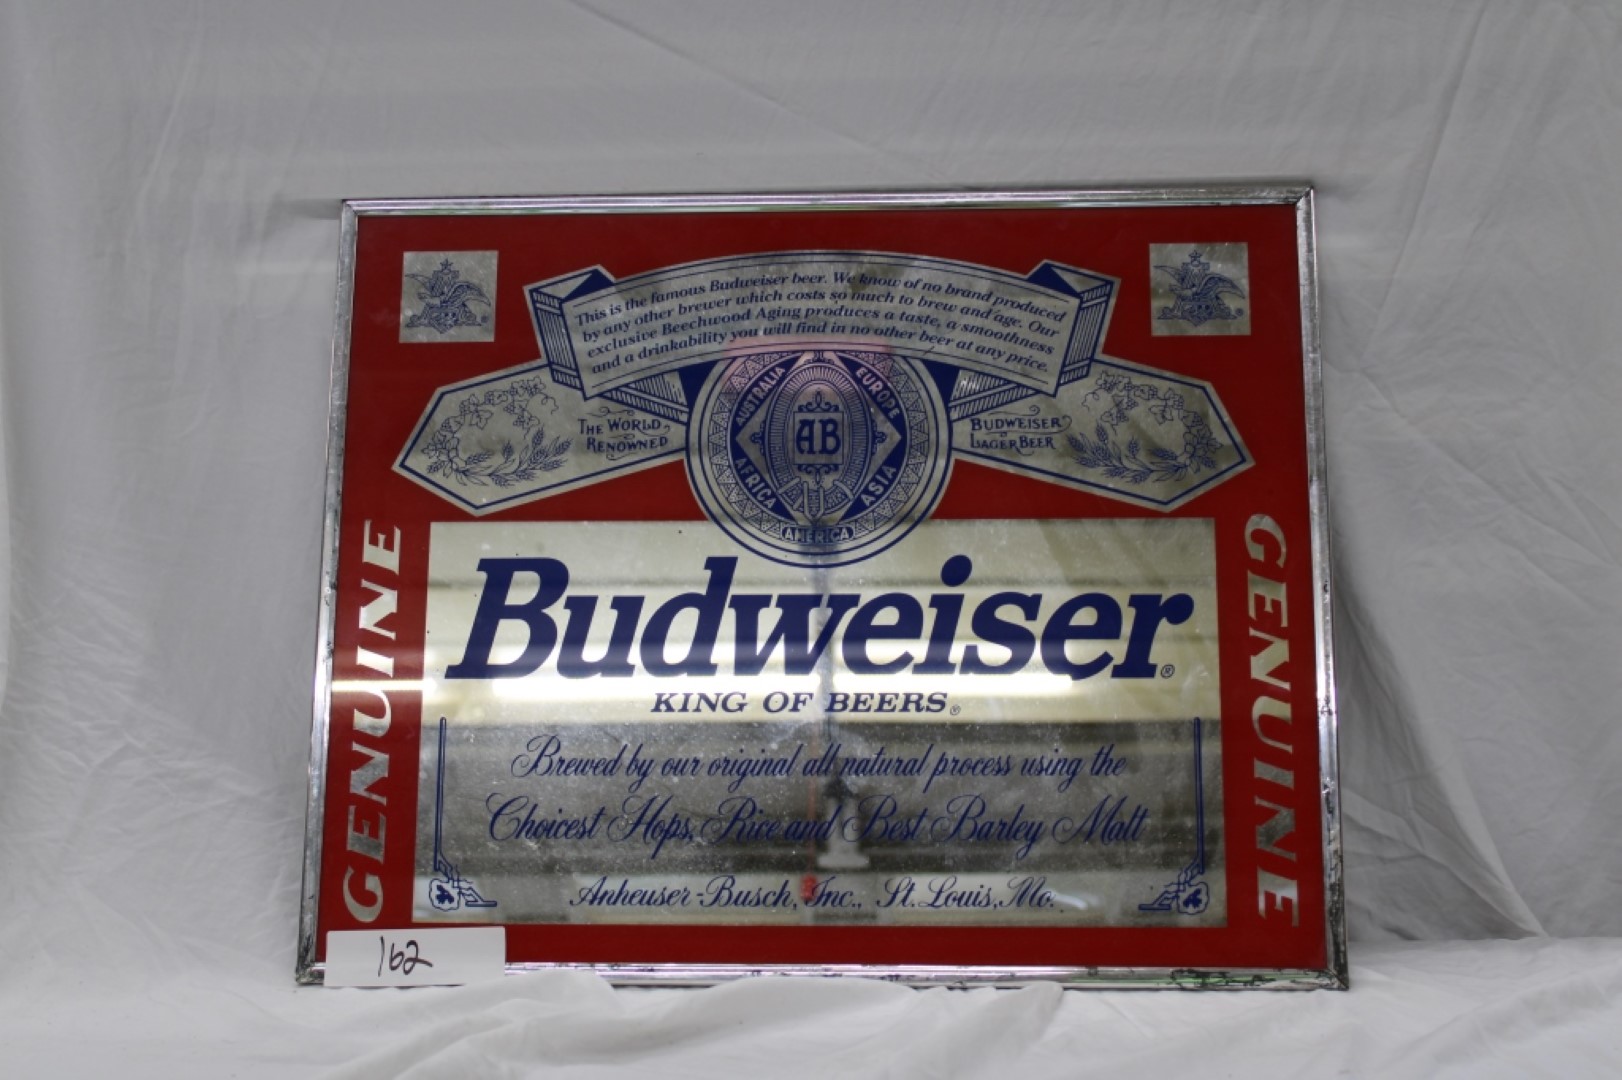 This is the famous Budweiser beer. We know of no brand produced
by any other brewer which costs so much to brew and age. Our
exclusive Beechwood Aging produces a taste, a smoothness
and a drinkability you will find in no other beer at any price.
THE WORLD
RENOWNED
AUSTRALIA
EUROPE
AB
AFRICA
ASIA
AMERICA
BUDWEISER
LAGER BEER
GENUINE
Budweiser®
KING OF BEERS®
Brewed by our original all natural process using the
Choicest Hops, Rice and Best Barley Malt
Anheuser-Busch, Inc., St. Louis, Mo.
GENUINE
162